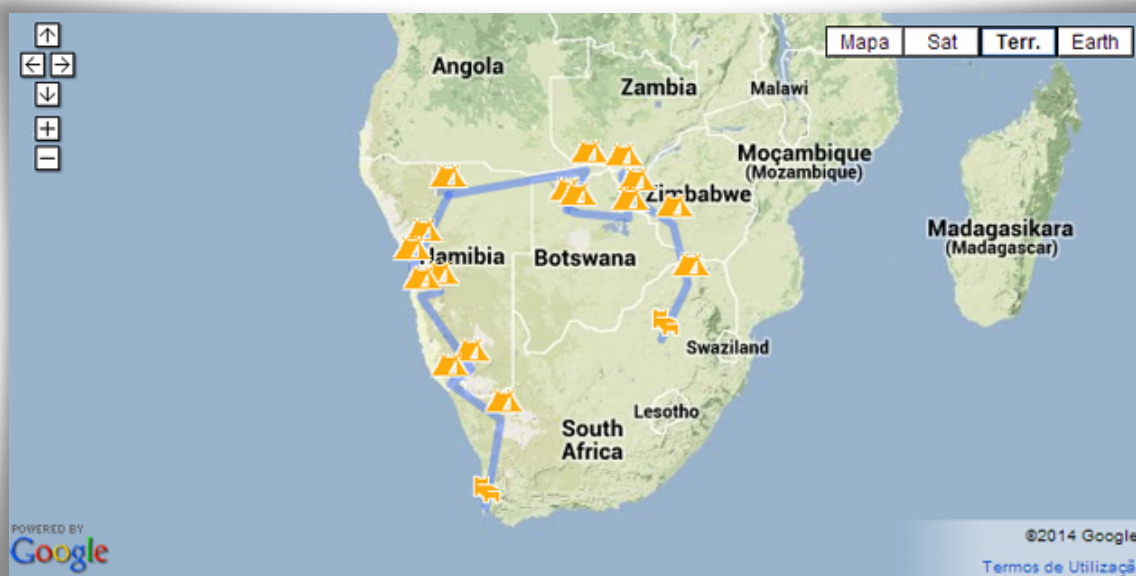 Mapa Sat Terr. Earth
Angola
Zambia
Malawi
Moçambique
(Mozambique)
Zimbabwe
Madagasikara
(Madagascar)
Namibia
Botswana
Swaziland
Lesotho
South
Africa
POWERED BY
Google
©2014 Google
Termos de Utilizaçã